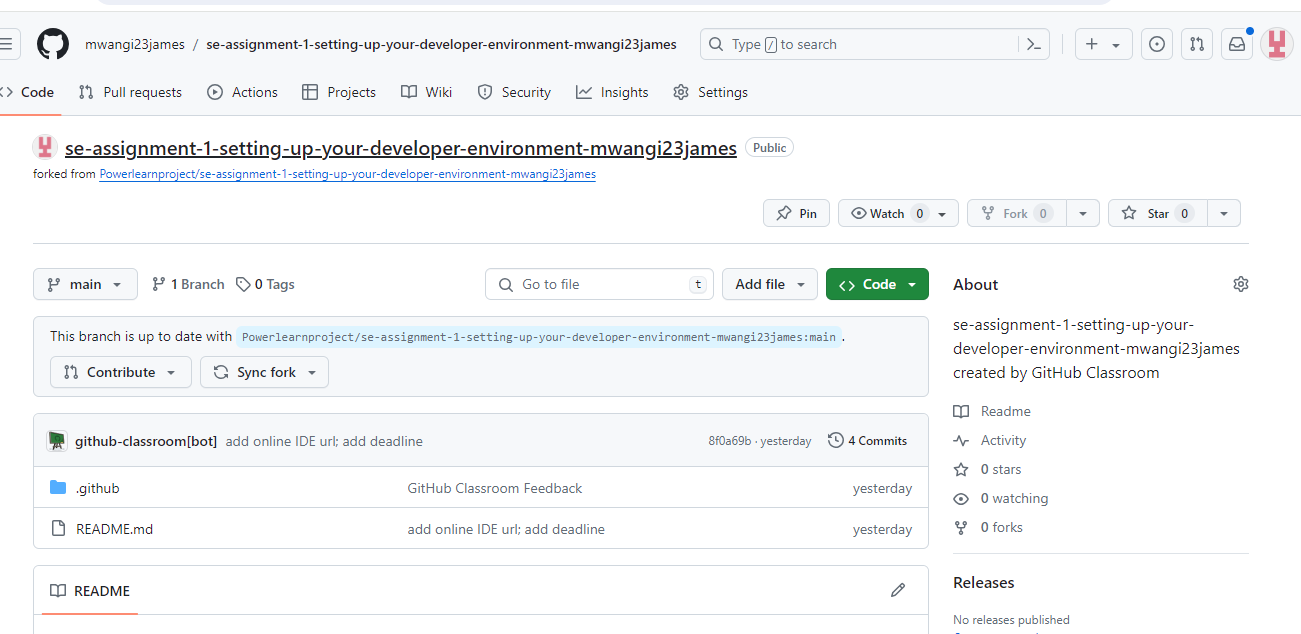 mwangi23james / se-assignment-1-setting-up-your-developer-environment-mwangi23james Type / to search
Code Pull requests Actions Projects Wiki Security Insights Settings
se-assignment-1-setting-up-your-developer-environment-mwangi23james Public
forked from Powerlearnproject/se-assignment-1-setting-up-your-developer-environment-mwangi23james
Pin Watch 0 Fork 0 Star 0
main 1 Branch 0 Tags Go to file t Add file Code
This branch is up to date with Powerlearnproject/se-assignment-1-setting-up-your-developer-environment-mwangi23james:main .
Contribute Sync fork
github-classroom[bot] add online IDE url; add deadline 8f0a69b · yesterday 4 Commits
.github GitHub Classroom Feedback yesterday
README.md add online IDE url; add deadline yesterday
README
About
se-assignment-1-setting-up-your-
developer-environment-mwangi23james
created by GitHub Classroom
Readme
Activity
0 stars
0 watching
0 forks
Releases
No releases published